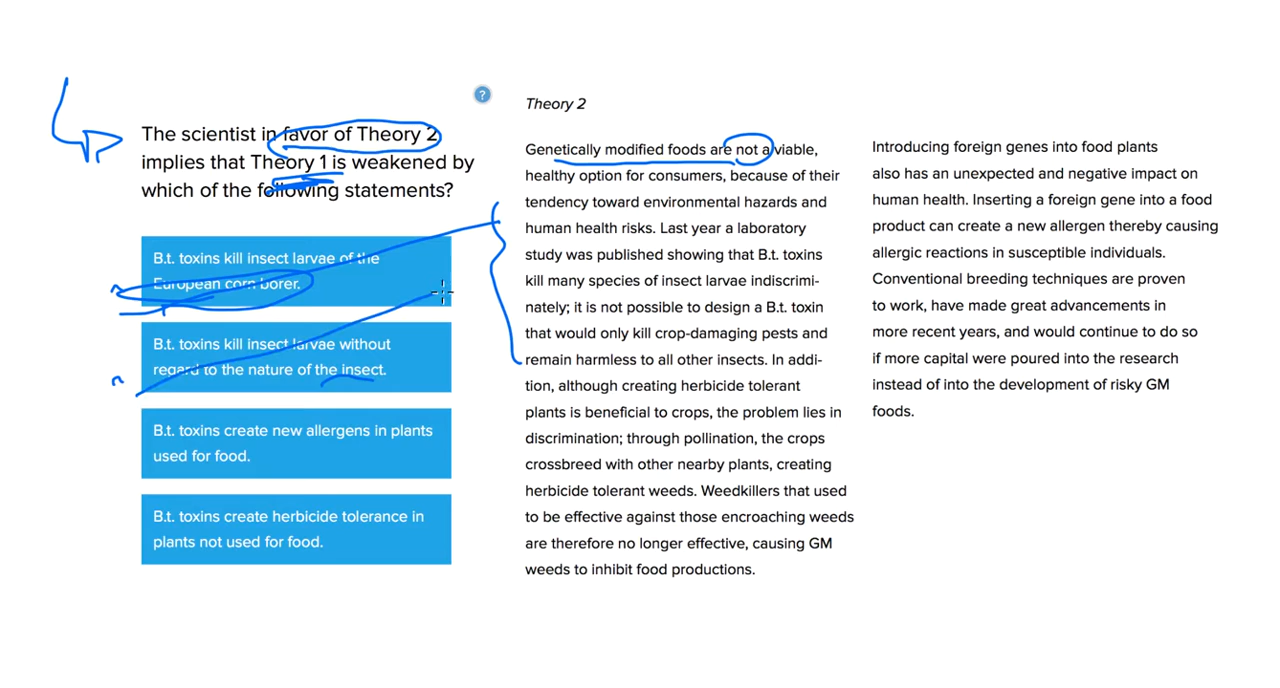 ?
The scientist in favor of Theory 2
implies that Theory 1 is weakened by
which of the following statements?
B.t. toxins kill insect larvae of the
European corn borer.
B.t. toxins kill insect larvae without
regard to the nature of the insect.
B.t. toxins create new allergens in plants
used for food.
B.t. toxins create herbicide tolerance in
plants not used for food.
Theory 2
Genetically modified foods are not a viable,
healthy option for consumers, because of their
tendency toward environmental hazards and
human health risks. Last year a laboratory
study was published showing that B.t. toxins
kill many species of insect larvae indiscrimi-
nately; it is not possible to design a B.t. toxin
that would only kill crop-damaging pests and
remain harmless to all other insects. In addi-
tion, although creating herbicide tolerant
plants is beneficial to crops, the problem lies in
discrimination; through pollination, the crops
crossbreed with other nearby plants, creating
herbicide tolerant weeds. Weedkillers that used
to be effective against those encroaching weeds
are therefore no longer effective, causing GM
weeds to inhibit food productions.
Introducing foreign genes into food plants
also has an unexpected and negative impact on
human health. Inserting a foreign gene into a food
product can create a new allergen thereby causing
allergic reactions in susceptible individuals.
Conventional breeding techniques are proven
to work, have made great advancements in
more recent years, and would continue to do so
if more capital were poured into the research
instead of into the development of risky GM
foods.